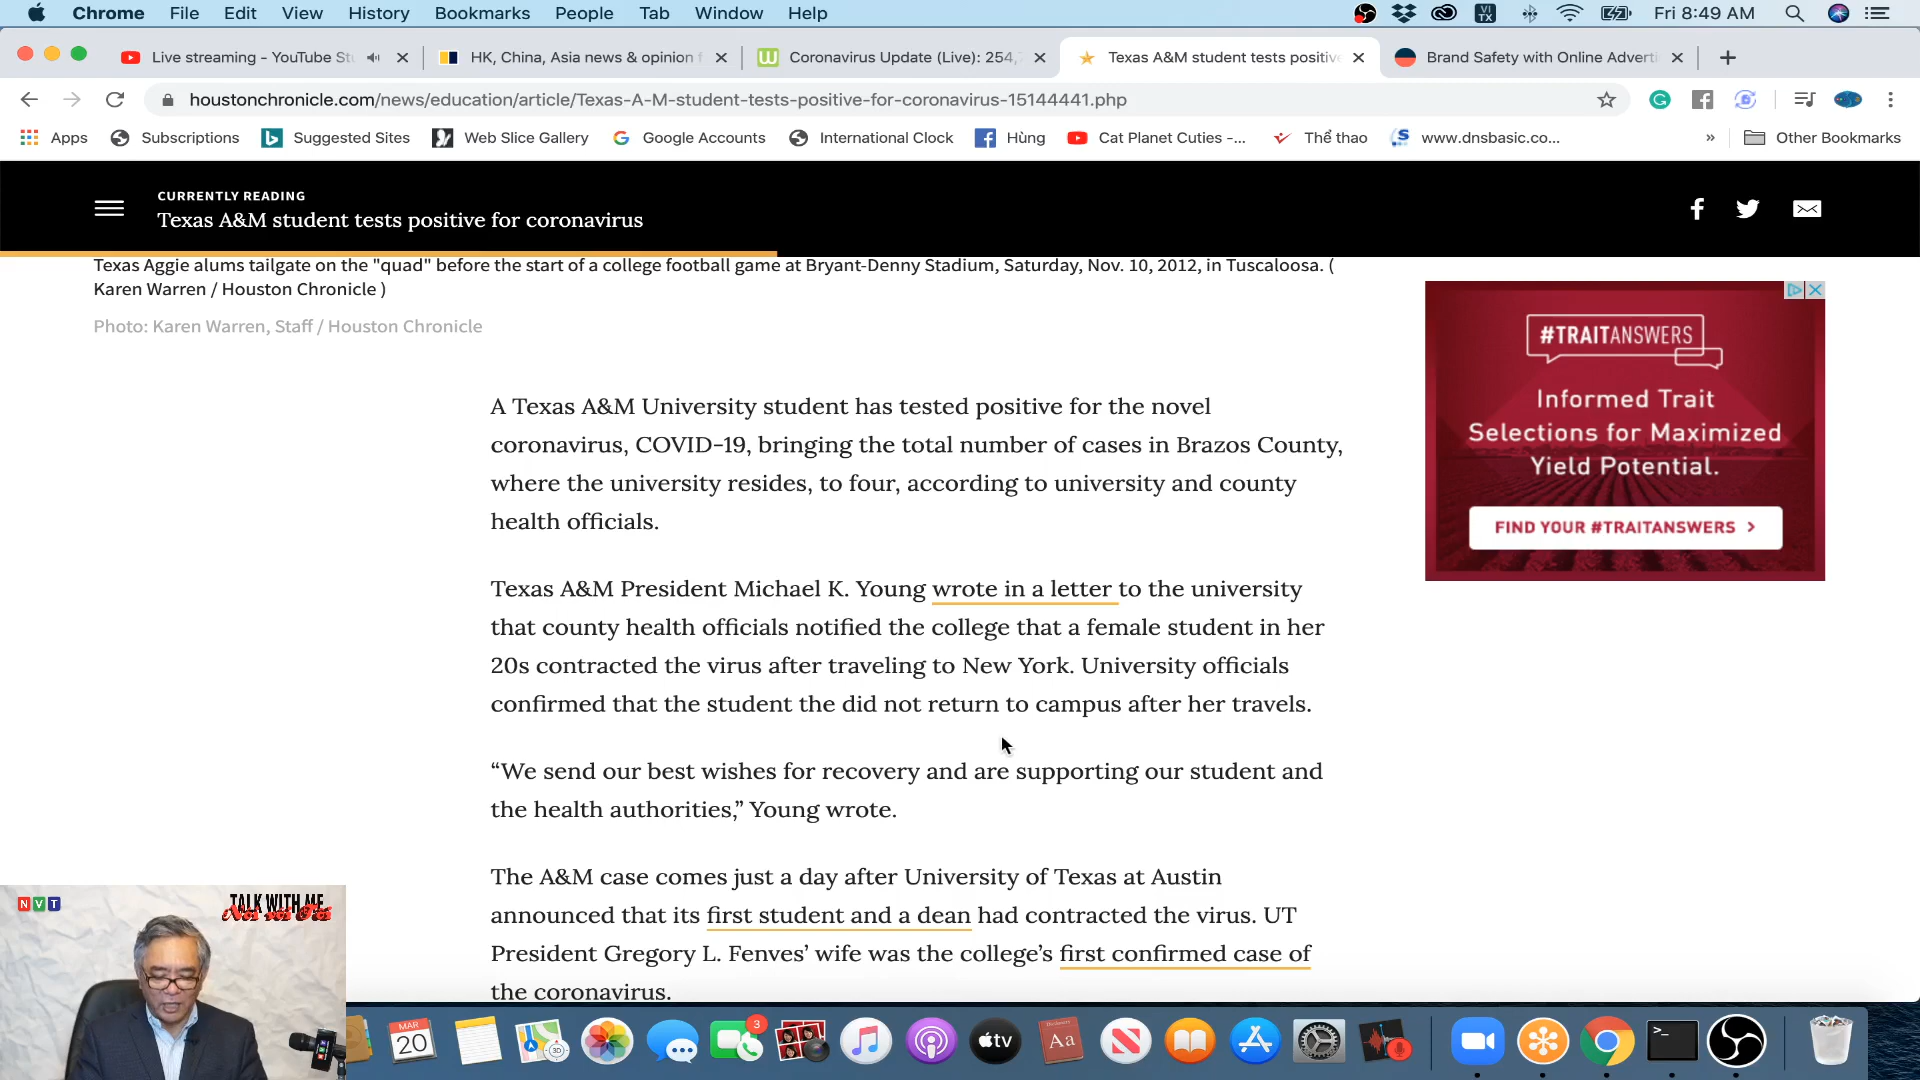 Chrome File Edit View History Bookmarks People Tab Window Help
VI TX
Fri 8:49 AM
Live streaming - YouTube St
HK, China, Asia news & opinion f
Coronavirus Update (Live): 254,7
Texas A&M student tests positive
Brand Safety with Online Adverti
houstonchronicle.com/news/education/article/Texas-A-M-student-tests-positive-for-coronavirus-15144441.php
Apps Subscriptions Suggested Sites Web Slice Gallery Google Accounts International Clock Hùng Cat Planet Cuties -... Thể thao www.dnsbasic.co... » Other Bookmarks
CURRENTLY READING
Texas A&M student tests positive for coronavirus
Texas Aggie alums tailgate on the "quad" before the start of a college football game at Bryant-Denny Stadium, Saturday, Nov. 10, 2012, in Tuscaloosa. (
Karen Warren / Houston Chronicle )
Photo: Karen Warren, Staff / Houston Chronicle
A Texas A&M University student has tested positive for the novel
coronavirus, COVID-19, bringing the total number of cases in Brazos County,
where the university resides, to four, according to university and county
health officials.
Texas A&M President Michael K. Young wrote in a letter to the university
that county health officials notified the college that a female student in her
20s contracted the virus after traveling to New York. University officials
confirmed that the student the did not return to campus after her travels.
“We send our best wishes for recovery and are supporting our student and
the health authorities,” Young wrote.
The A&M case comes just a day after University of Texas at Austin
announced that its first student and a dean had contracted the virus. UT
President Gregory L. Fenves’ wife was the college’s first confirmed case of
the coronavirus.
#TRAITANSWERS
Informed Trait
Selections for Maximized
Yield Potential.
FIND YOUR #TRAITANSWERS >
NVT
TALK WITH ME
MAR
20
3D
3
tv
Aa
>_